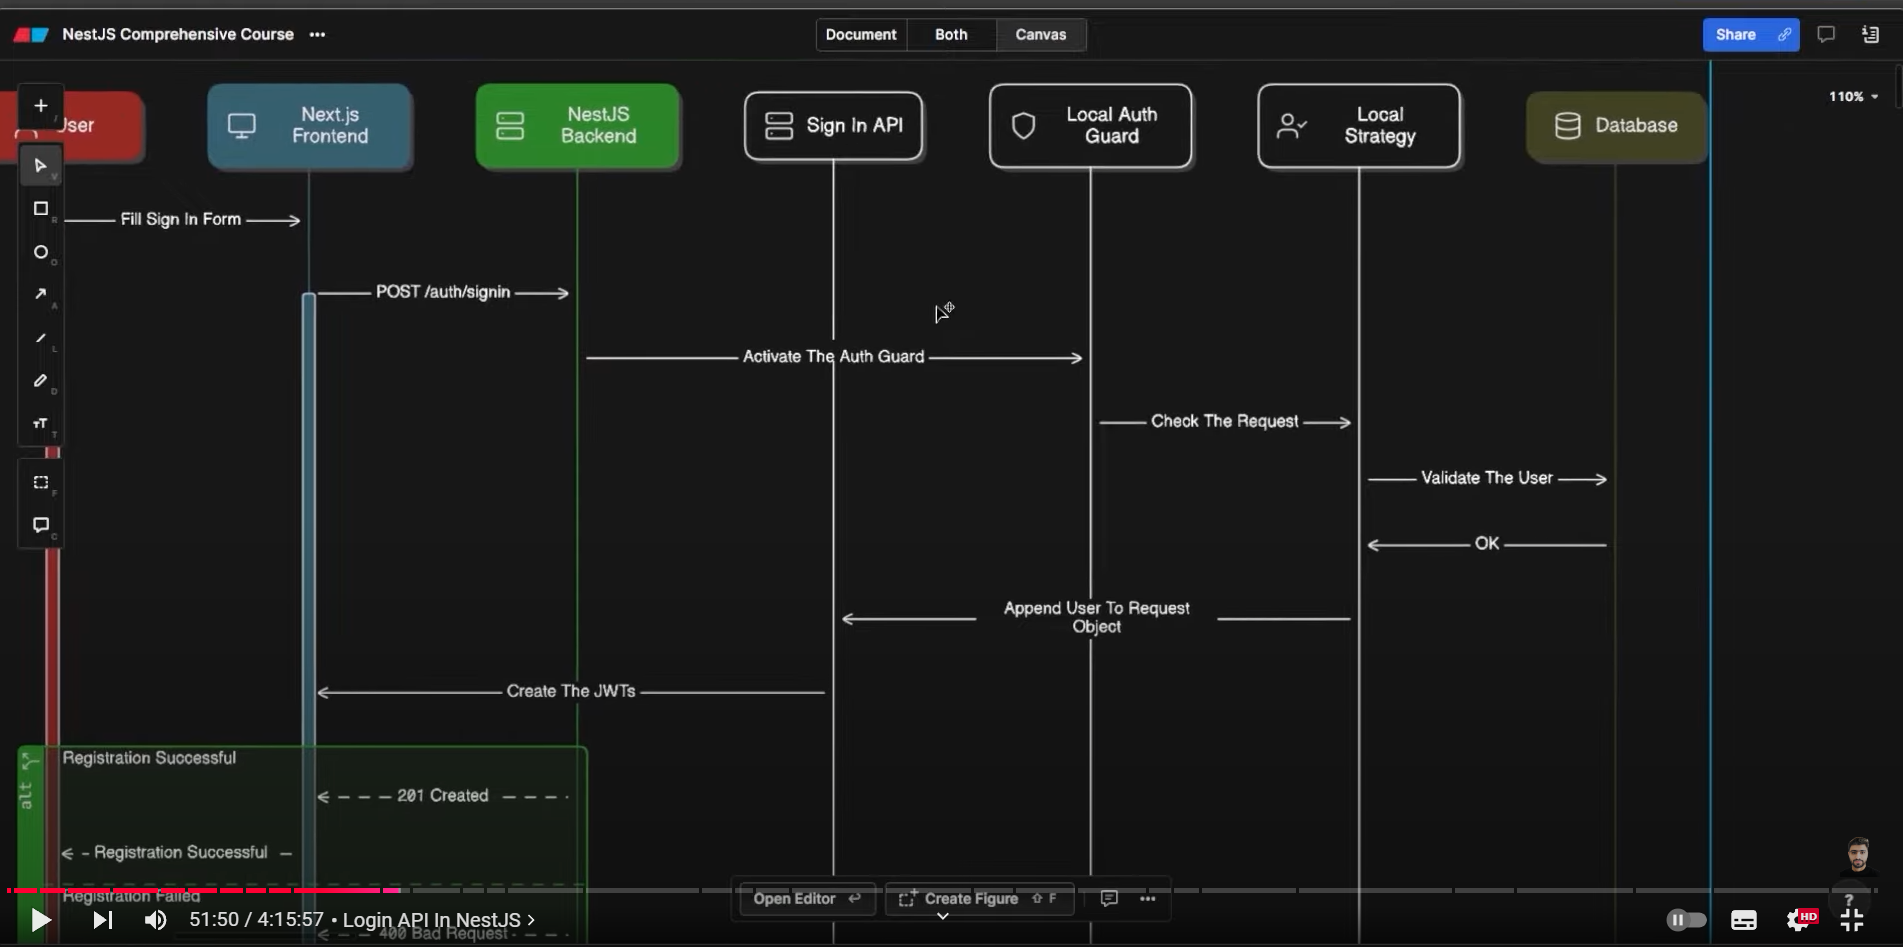 NestJS Comprehensive Course
Document
Both
Canvas
Share
110%
User
Next.js
Frontend
NestJS
Backend
Sign In API
Local Auth
Guard
Local
Strategy
Database
Fill Sign In Form
POST /auth/signin
Activate The Auth Guard
Check The Request
Validate The User
OK
Append User To Request
Object
Create The JWTs
alt
Registration Successful
201 Created
Registration Successful
Registration Failed
400 Bad Request
Open Editor
Create Figure
F
?
51:50 / 4:15:57 • Login API In NestJS
HD